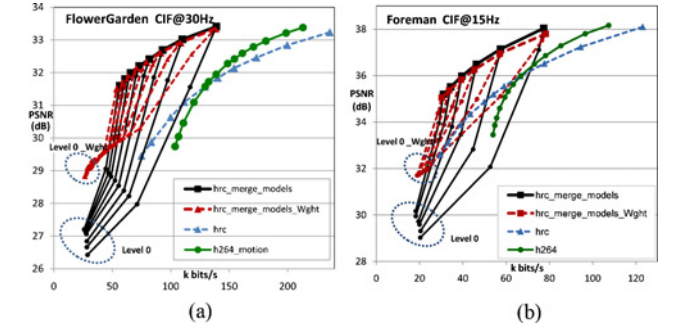 FlowerGarden CIF@30Hz
34
33
32
31
30
29
28
27
26
PSNR
(dB)
Level 0 _Wght
Level 0
hrc_merge_models
hrc_merge_models_Wght
hrc
h264_motion
0
50
100
150
200
k bits/s
(a)
Foreman CIF@15Hz
38
36
34
32
30
28
PSNR
(dB)
Level 0 _Wght
Level 0
hrc_merge_models
hrc_merge_models_Wght
hrc
h264
0
20
40
60
80
100
120
k bits/s
(b)